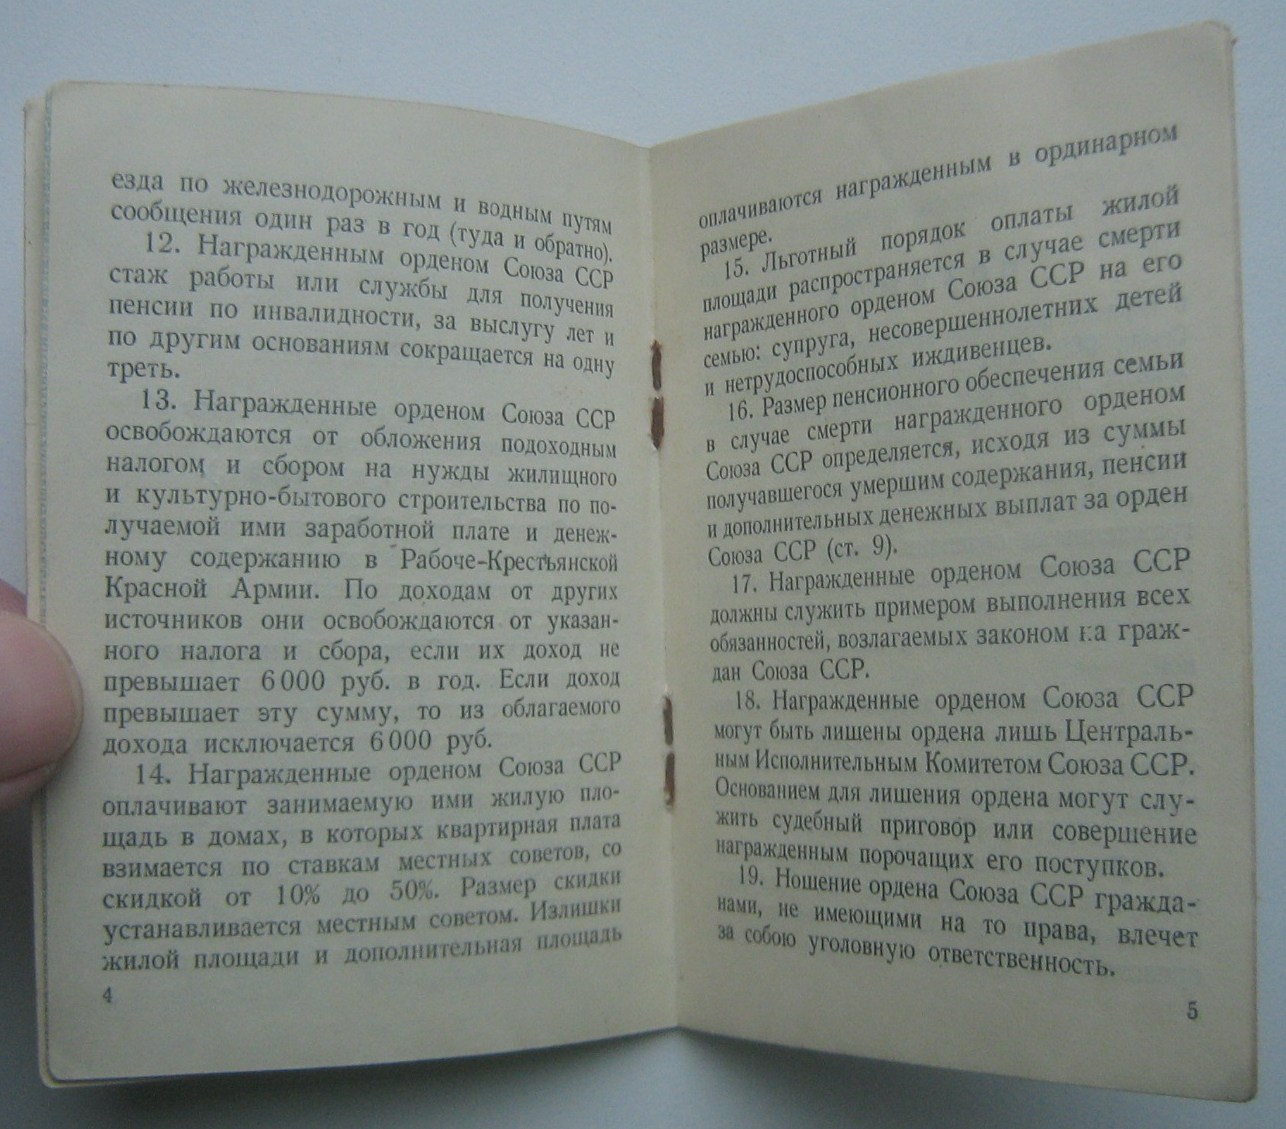 езда по железнодорожным и водным путям
сообщения один раз в год (туда и обратно).
12. Награжденным орденом Союза ССР
стаж работы или службы для получения
пенсии по инвалидности, за выслугу лет и
по другим основаниям сокращается на одну
треть.
13. Награжденные орденом Союза ССР
освобождаются от обложения подоходным
налогом и сбором на нужды жилищного
и культурно-бытового строительства по по-
лучаемой ими заработной плате и денеж-
ному содержанию в Рабоче-Крестьянской
Красной Армии. По доходам от других
источников они освобождаются от указан-
ного налога и сбора, если их доход не
превышает 6 000 руб. в год. Если доход
превышает эту сумму, то из облагаемого
дохода исключается 6 000 руб.
14. Награжденные орденом Союза ССР
оплачивают занимаемую ими жилую пло-
щадь в домах, в которых квартирная плата
взимается по ставкам местных советов, со
скидкой от 10% до 50%. Размер скидки
устанавливается местным советом. Излишки
жилой площади и дополнительная площадь
4
оплачиваются награжденным в ординарном
размере.
15. Льготный порядок оплаты жилой
площади распространяется в случае смерти
награжденного орденом Союза ССР на его
семью: супруга, несовершеннолетних детей
и нетрудоспособных иждивенцев.
16. Размер пенсионного обеспечения семьи
в случае смерти награжденного орденом
Союза ССР определяется, исходя из суммы
получавшегося умершим содержания, пенсии
и дополнительных денежных выплат за орден
Союза ССР (ст. 9).
17. Награжденные орденом Союза ССР
должны служить примером выполнения всех
обязанностей, возлагаемых законом на граж-
дан Союза ССР.
18. Награжденные орденом Союза ССР
могут быть лишены ордена лишь Централь-
ным Исполнительным Комитетом Союза ССР.
Основанием для лишения ордена могут слу-
жить судебный приговор или совершение
награжденным порочащих его поступков.
19. Ношение ордена Союза ССР гражда-
нами, не имеющими на то права, влечет
за собою уголовную ответственность.
5